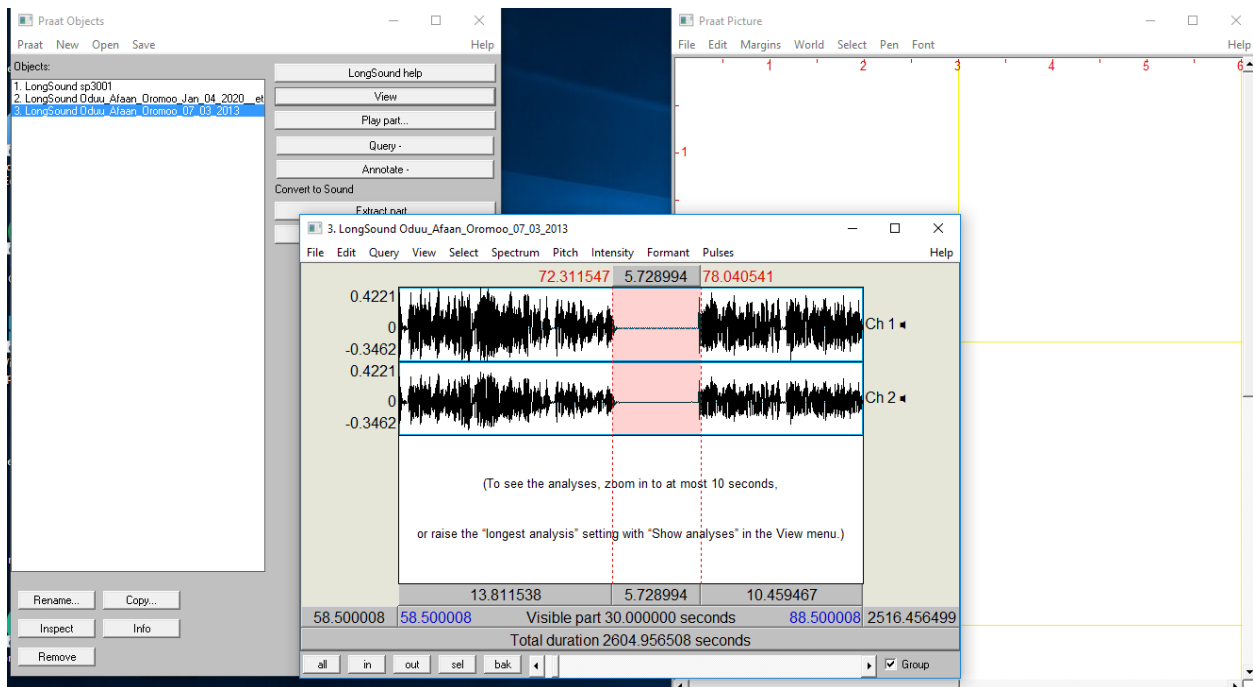 Praat Objects
Praat New Open Save Help
Objects:
1. LongSound sp3001
2. LongSound Oduu_Afaan_Oromoo_Jan_04_2020__et
3. LongSound Oduu_Afaan_Oromoo_07_03_2013
LongSound help
View
Play part...
Query -
Annotate -
Convert to Sound
Extract part
Rename... Copy...
Inspect Info
Remove
Praat Picture
File Edit Margins World Select Pen Font Help
1 2 3 4 5 6
1
3. LongSound Oduu_Afaan_Oromoo_07_03_2013
File Edit Query View Select Spectrum Pitch Intensity Formant Pulses Help
72.311547 5.728994 78.040541
0.4221
0 Ch 1
-0.3462
0.4221
0 Ch 2
-0.3462
(To see the analyses, zoom in to at most 10 seconds,
or raise the “longest analysis” setting with “Show analyses” in the View menu.)
13.811538 5.728994 10.459467
58.500008 58.500008 Visible part 30.000000 seconds 88.500008 2516.456499
Total duration 2604.956508 seconds
all in out sel bak Group